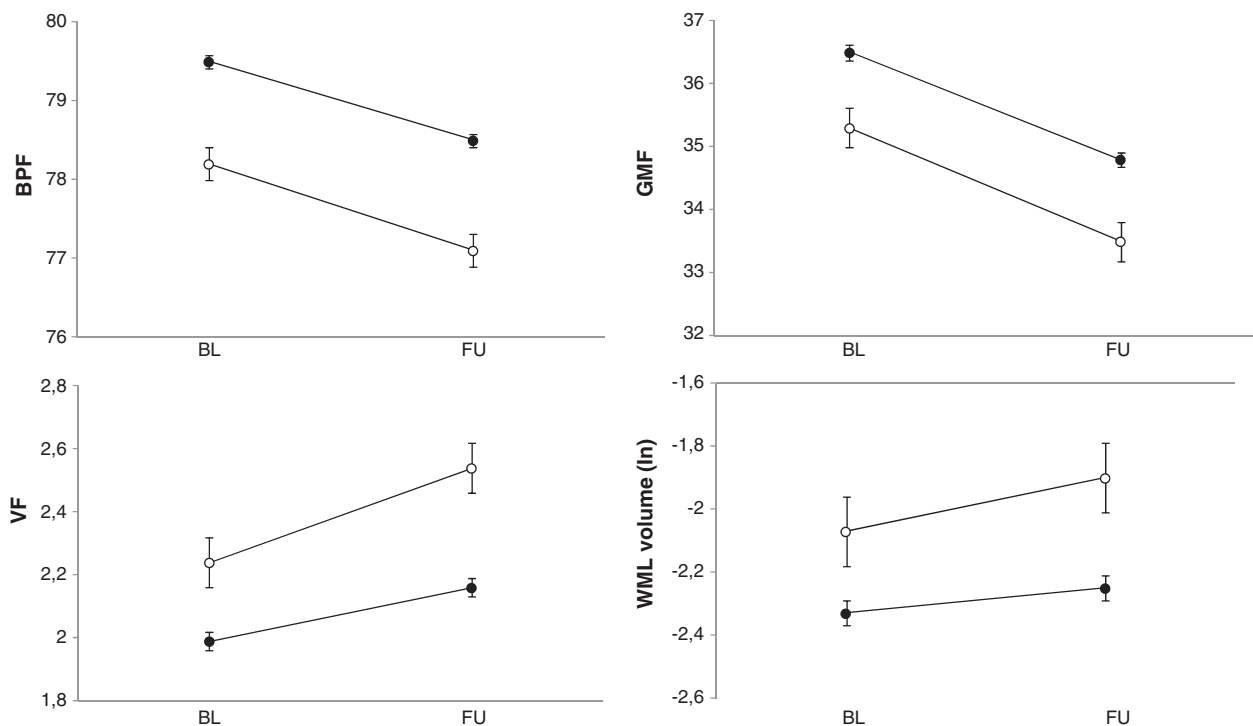 BPF
80
79
78
77
76
BL FU
GMF
37
36
35
34
33
32
BL FU
VF
2,8
2,6
2,4
2,2
2
1,8
BL FU
WML volume (ln)
-1,6
-1,8
-2
-2,2
-2,4
-2,6
BL FU